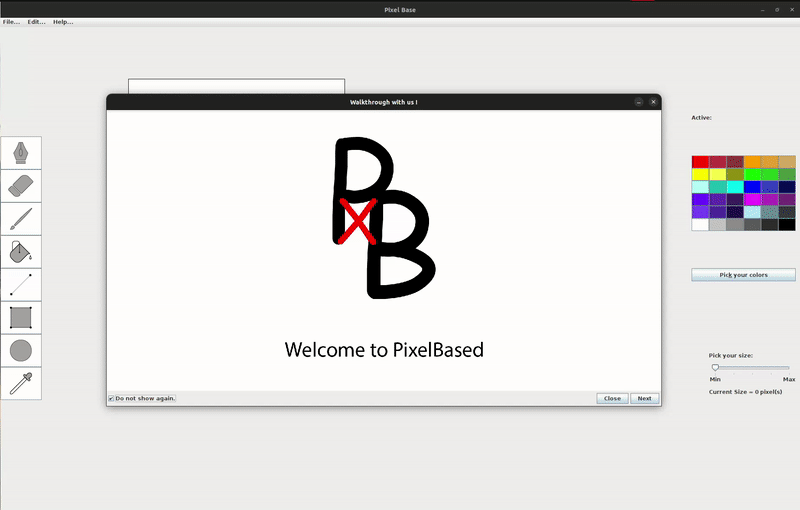 Pixel Base
File... Edit... Help...
Walkthrough with us !
PXB
Welcome to PixelBased
Do not show again.
Close Next
Active:
Pick your colors
Pick your size:
Min Max
Current Size = 0 pixel(s)